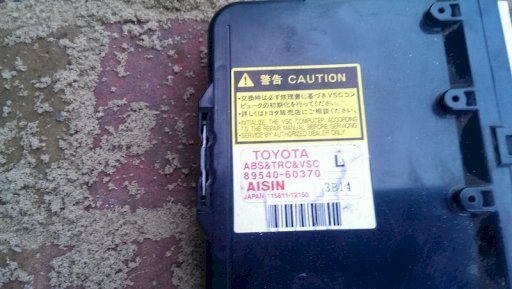 警告 CAUTION
・交換時は必ず修理書に基づきVSCコン
ピュータの初期化を行ってください。
・詳しくはトヨタ販売店にご相談ください。
・INITIALIZE THE VSC COMPUTER, ACCORDING
TO THE REPAIR MANUAL BEFORE SERVICING.
・SERVICE BY AUTHORIZED DEALER ONLY.
TOYOTA
ABS&TRC&VSC L
89540-60370
AISIN 3B14
JAPAN 115811-12150